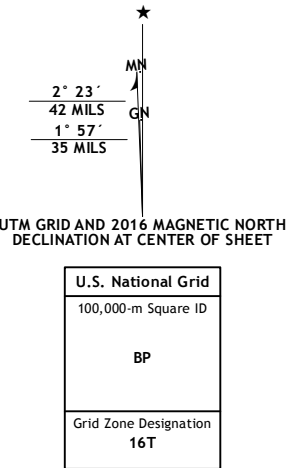 MN
2° 23´
42 MILS
GN
1° 57´
35 MILS
UTM GRID AND 2016 MAGNETIC NORTH
DECLINATION AT CENTER OF SHEET
U.S. National Grid
100,000-m Square ID
BP
Grid Zone Designation
16T